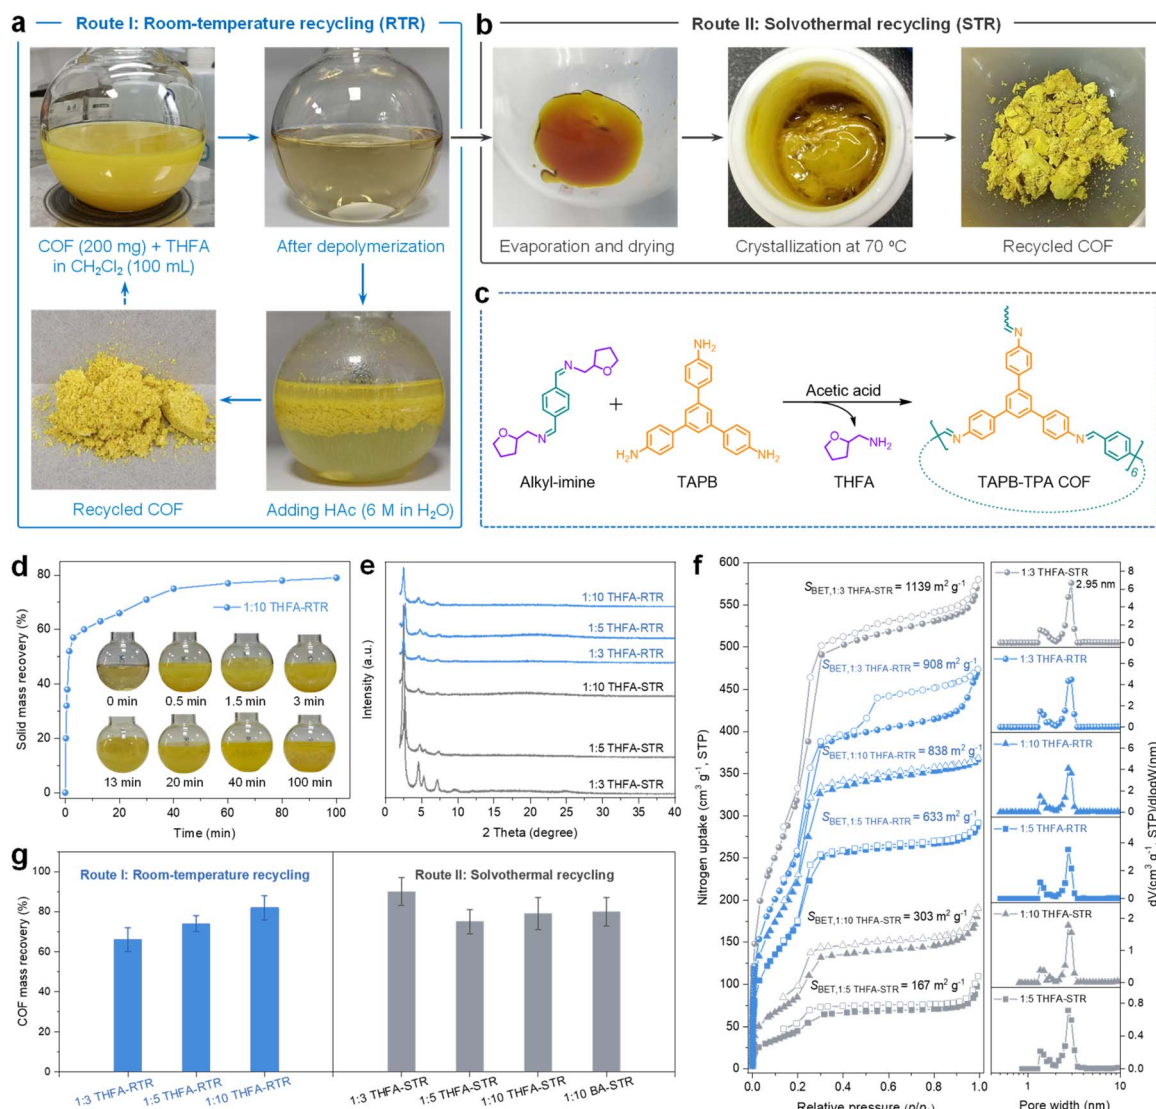 a
Route I: Room-temperature recycling (RTR)
COF (200 mg) + THFA
in CH₂Cl₂ (100 mL)
After depolymerization
Recycled COF
Adding HAc (6 M in H₂O)
b
Route II: Solvothermal recycling (STR)
Evaporation and drying
Crystallization at 70 ºC
Recycled COF
c
Alkyl-imine
+
TAPB
Acetic acid
THFA
TAPB-TPA COF
N
O
N
O
NH₂
H₂N
NH₂
O
NH₂
N
N
N
6
d
Solid mass recovery (%)
80
60
40
20
0
1:10 THFA-RTR
0 min
0.5 min
1.5 min
3 min
13 min
20 min
40 min
100 min
0 20 40 60 80 100
Time (min)
e
Intensity (a.u.)
1:10 THFA-RTR
1:5 THFA-RTR
1:3 THFA-RTR
1:10 THFA-STR
1:5 THFA-STR
1:3 THFA-STR
0 5 10 15 20 25 30 35 40
2 Theta (degree)
f
Nitrogen uptake (cm³ g⁻¹, STP)
600
550
500
450
400
350
300
250
200
150
100
50
0
S_BET,1:3 THFA-STR = 1139 m² g⁻¹
S_BET,1:3 THFA-RTR = 908 m² g⁻¹
S_BET,1:10 THFA-RTR = 838 m² g⁻¹
S_BET,1:5 THFA-RTR = 633 m² g⁻¹
S_BET,1:10 THFA-STR = 303 m² g⁻¹
S_BET,1:5 THFA-STR = 167 m² g⁻¹
0.0 0.2 0.4 0.6 0.8 1.0
1:3 THFA-STR
2.95 nm
8
6
4
2
0
1:3 THFA-RTR
6
4
2
0
1:10 THFA-RTR
6
4
2
0
1:5 THFA-RTR
4
2
0
1:10 THFA-STR
2
1
0
1:5 THFA-STR
0.8
0.4
0.0
dV/(cm³ g⁻¹, STP)/dlogW(nm)
1 10
Pore width (nm)
g
COF mass recovery (%)
100
80
60
40
20
0
Route I: Room-temperature recycling
Route II: Solvothermal recycling
1:3 THFA-RTR
1:5 THFA-RTR
1:10 THFA-RTR
1:3 THFA-STR
1:5 THFA-STR
1:10 THFA-STR
1:10 BA-STR